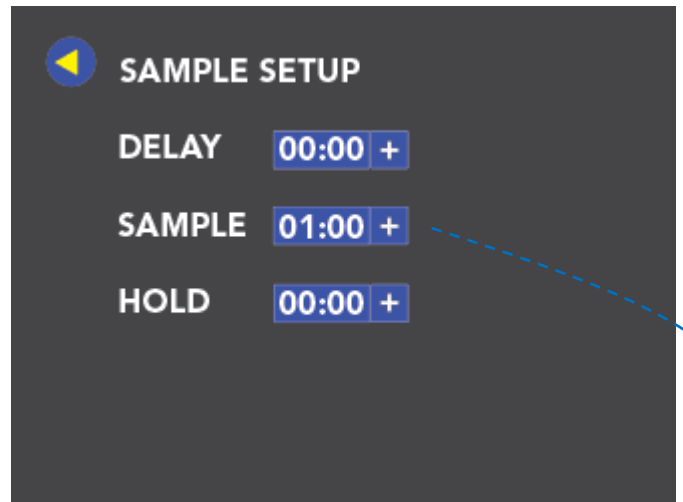 SAMPLE SETUP
DELAY 00:00 +
SAMPLE 01:00 +
HOLD 00:00 +